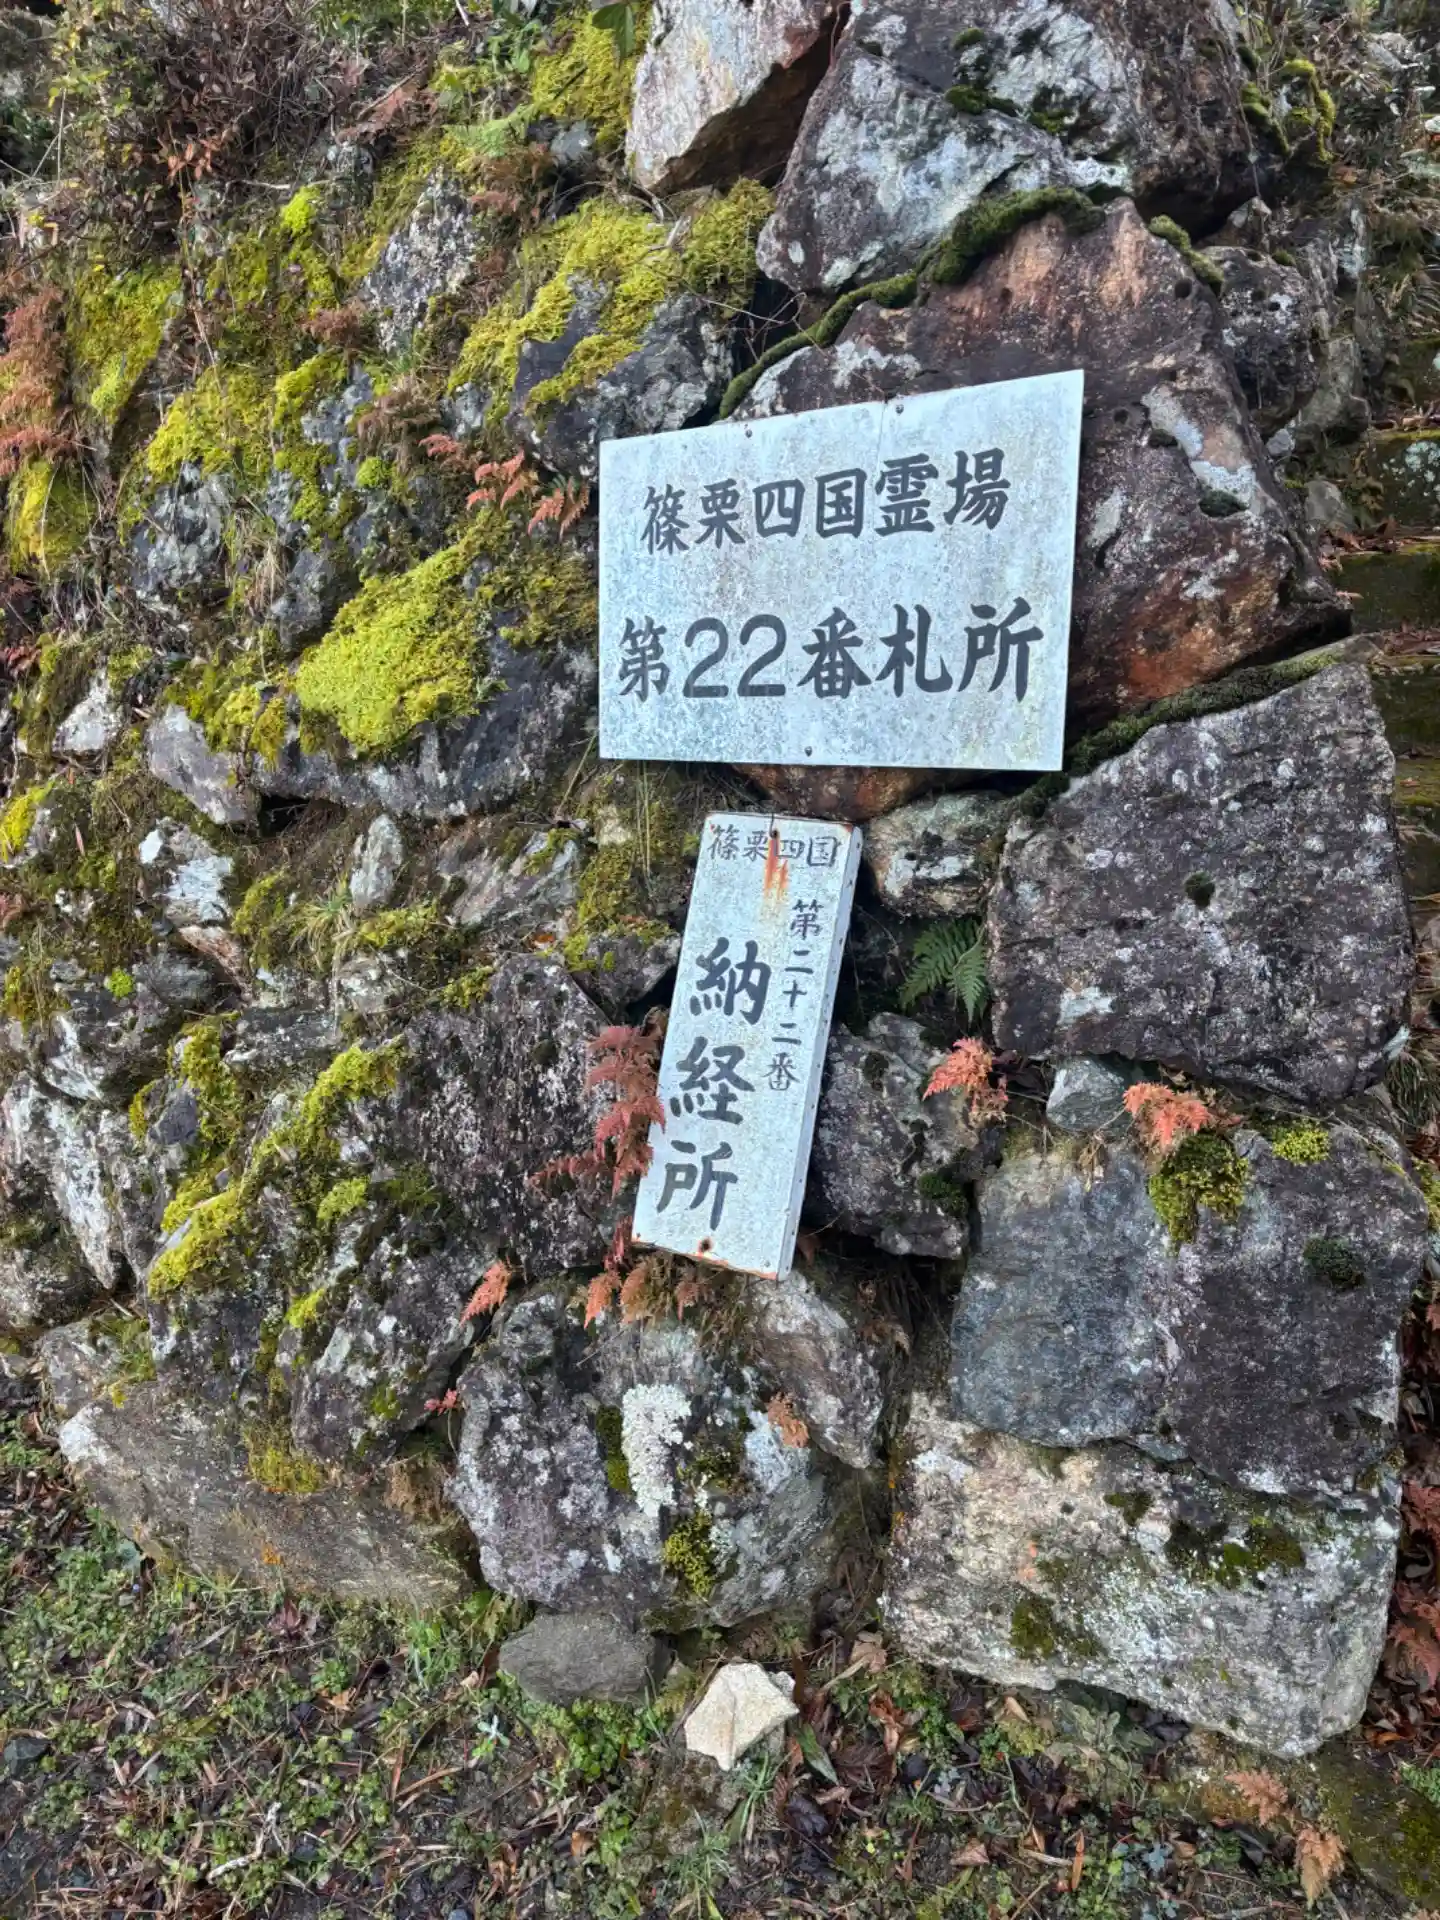 篠栗四国霊場
第22番札所
篠栗四国
第二十二番
納経所